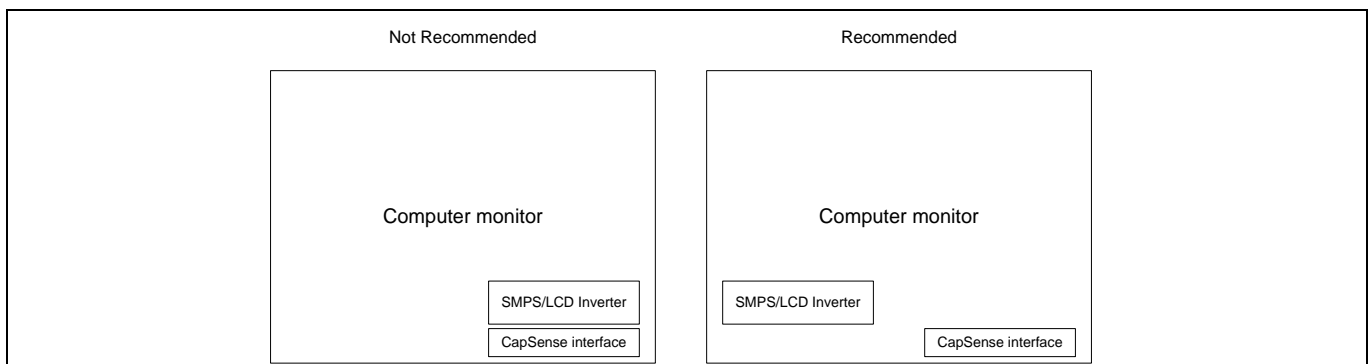 Not Recommended
Recommended
Computer monitor
Computer monitor
SMPS/LCD Inverter
CapSense interface
SMPS/LCD Inverter
CapSense interface